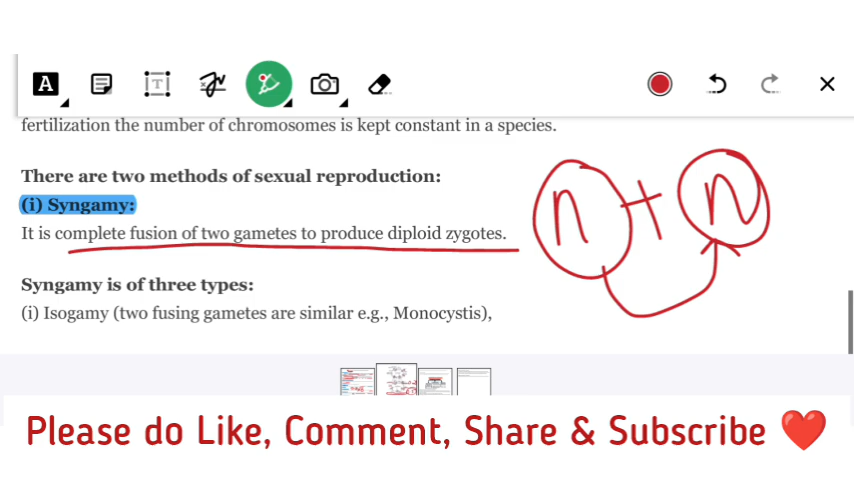 A
T
fertilization the number of chromosomes is kept constant in a species.
There are two methods of sexual reproduction:
(i) Syngamy:
It is complete fusion of two gametes to produce diploid zygotes.
n + n
Syngamy is of three types:
(i) Isogamy (two fusing gametes are similar e.g., Monocystis),
Please do Like, Comment, Share & Subscribe ❤️